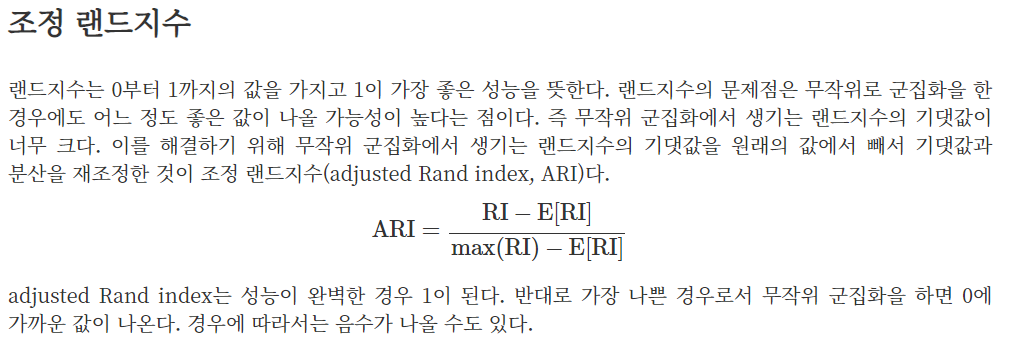 조정 랜드지수
랜드지수는 0부터 1까지의 값을 가지고 1이 가장 좋은 성능을 뜻한다. 랜드지수의 문제점은 무작위로 군집화을 한
경우에도 어느 정도 좋은 값이 나올 가능성이 높다는 점이다. 즉 무작위 군집화에서 생기는 랜드지수의 기댓값이
너무 크다. 이를 해결하기 위해 무작위 군집화에서 생기는 랜드지수의 기댓값을 원래의 값에서 빼서 기댓값과
분산을 재조정한 것이 조정 랜드지수(adjusted Rand index, ARI)다.
ARI = \frac{RI − E[RI]}{max(RI) − E[RI]}
adjusted Rand index는 성능이 완벽한 경우 1이 된다. 반대로 가장 나쁜 경우로서 무작위 군집화을 하면 0에
가까운 값이 나온다. 경우에 따라서는 음수가 나올 수도 있다.